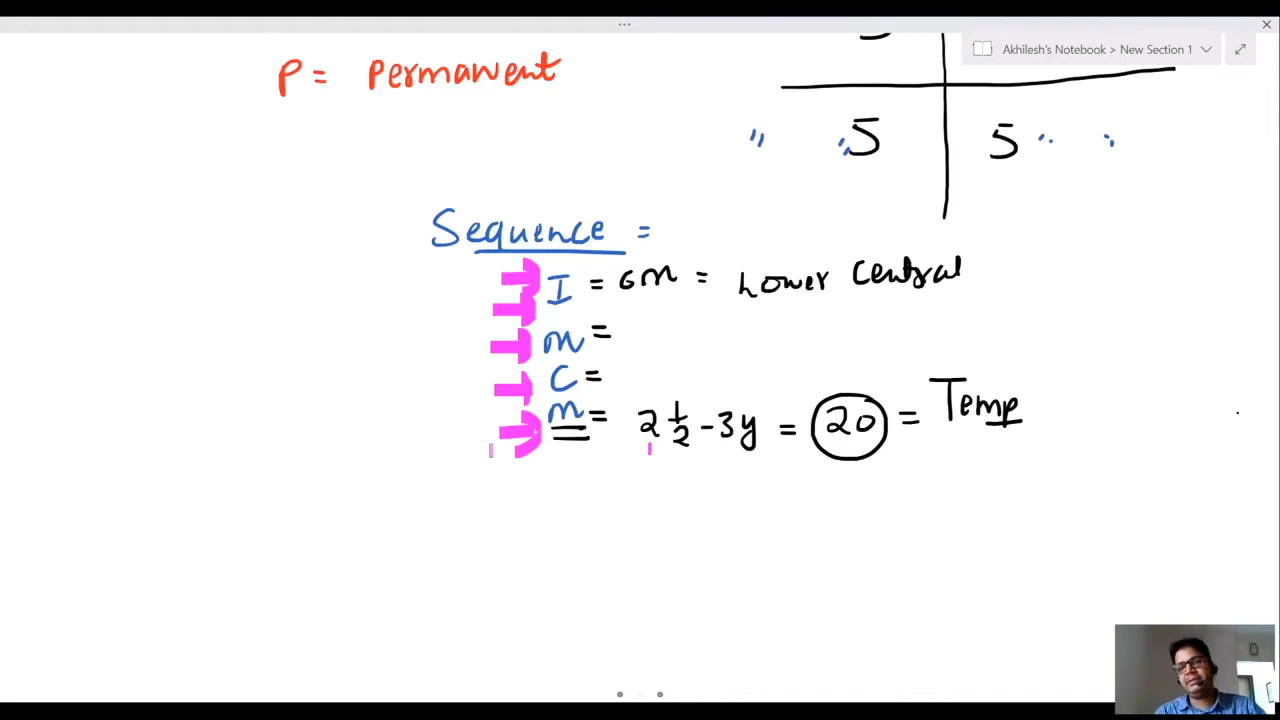 Akhilesh's Notebook > New Section 1
P = Permanent
5 5
Sequence =
I = 6m = Lower Central
m =
C =
m = 2 1/2 - 3y = 20 = Temp